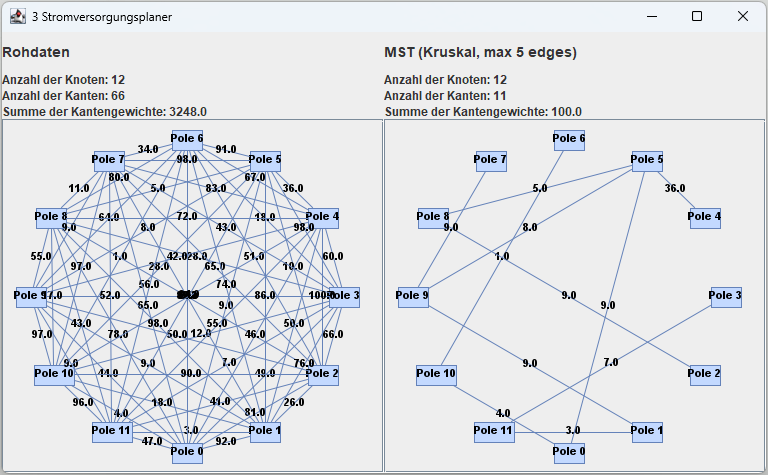 3 Stromversorgungsplaner
Rohdaten
Anzahl der Knoten: 12
Anzahl der Kanten: 66
Summe der Kantengewichte: 3248.0
Pole 6
34.0 91.0
Pole 7 98.0 Pole 5
80.0 67.0
11.0 5.0 83.0 36.0
Pole 8 64.0 72.0 18.0 Pole 4
9.0 8.0 43.0 98.0
55.0 1.0 42.0 28.0 51.0 60.0
97.0 28.0 65.0 10.0
56.0 74.0
Pole 9 52.0 86.0 100.0 Pole 3
65.0 9.0
43.0 98.0 55.0 50.0
97.0 78.0 50.0 12.0 46.0 66.0
9.0 9.0 7.0 76.0
Pole 10 44.0 90.0 49.0 Pole 2
96.0 18.0 41.0 26.0
4.0 81.0
Pole 11 3.0 Pole 1
47.0 92.0
Pole 0
MST (Kruskal, max 5 edges)
Anzahl der Knoten: 12
Anzahl der Kanten: 11
Summe der Kantengewichte: 100.0
Pole 6
Pole 7 Pole 5
5.0 36.0
Pole 8 Pole 4
9.0 8.0
1.0
Pole 9 9.0 Pole 3
9.0
9.0 7.0
Pole 10 Pole 2
4.0
Pole 11 3.0 Pole 1
Pole 0